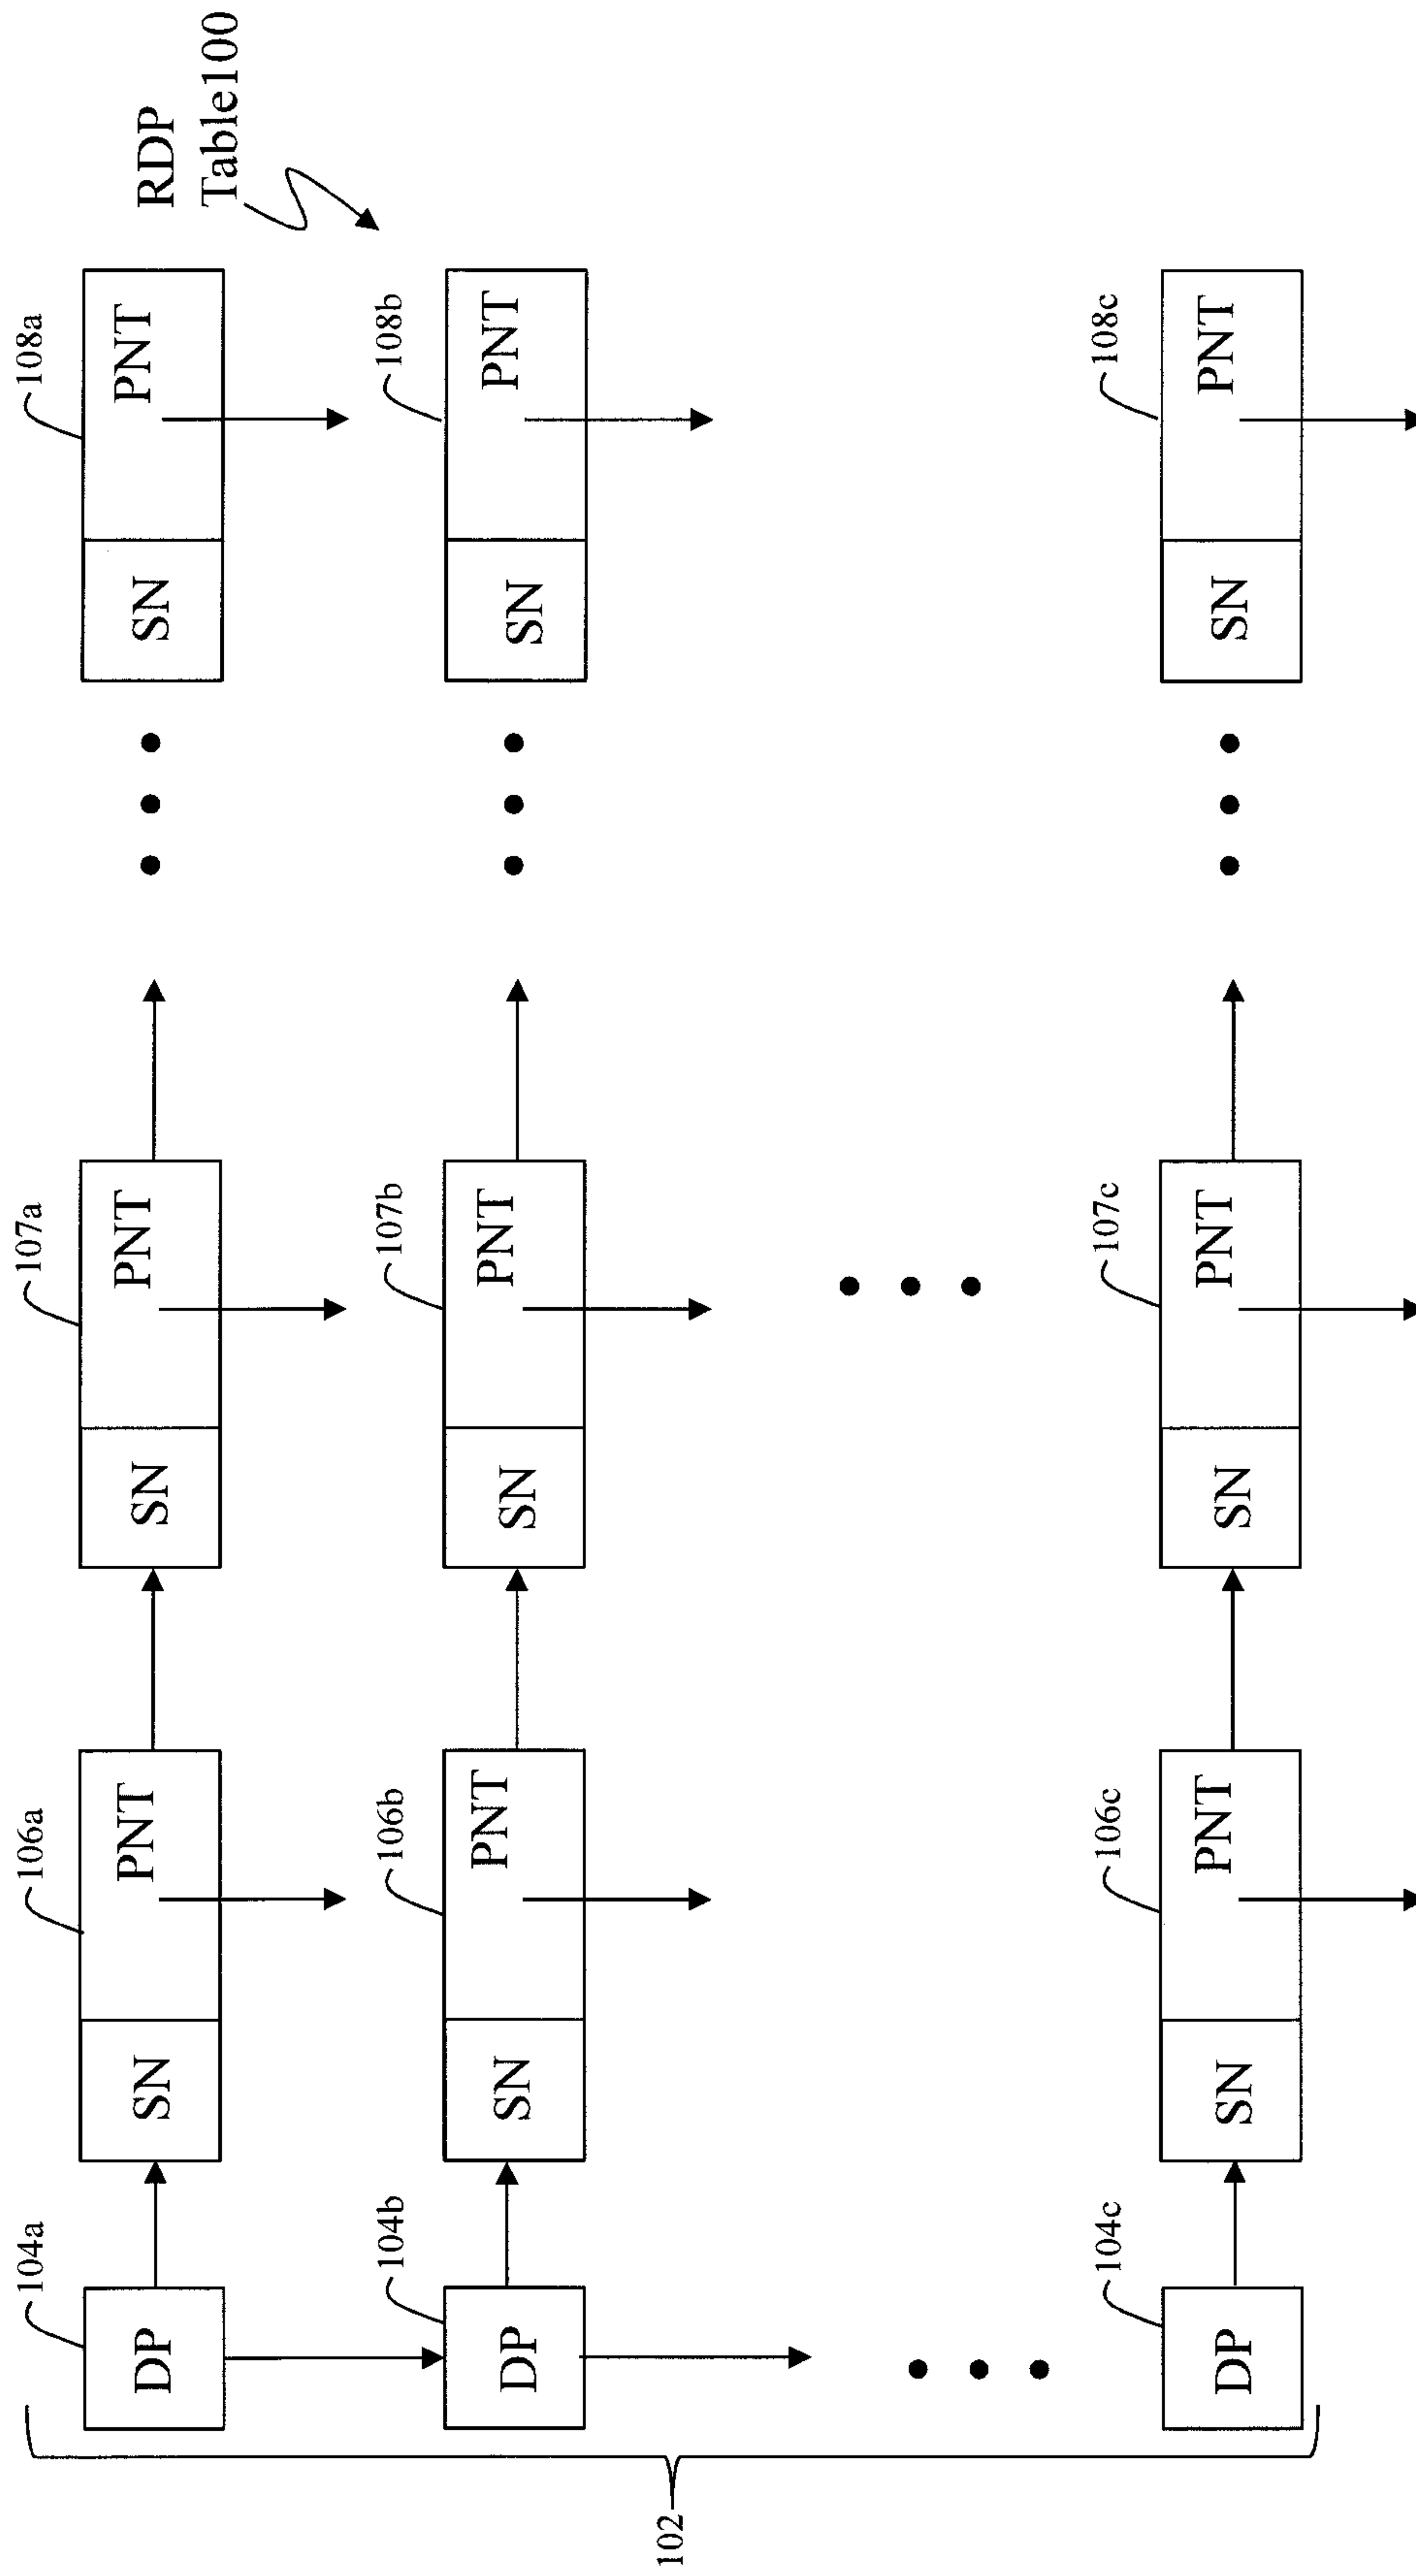 104a
106a
107a
108a
DP
SN
PNT
SN
PNT
SN
PNT
RDP
Table100
104b
106b
107b
108b
DP
SN
PNT
SN
PNT
SN
PNT
102
104c
106c
107c
108c
DP
SN
PNT
SN
PNT
SN
PNT